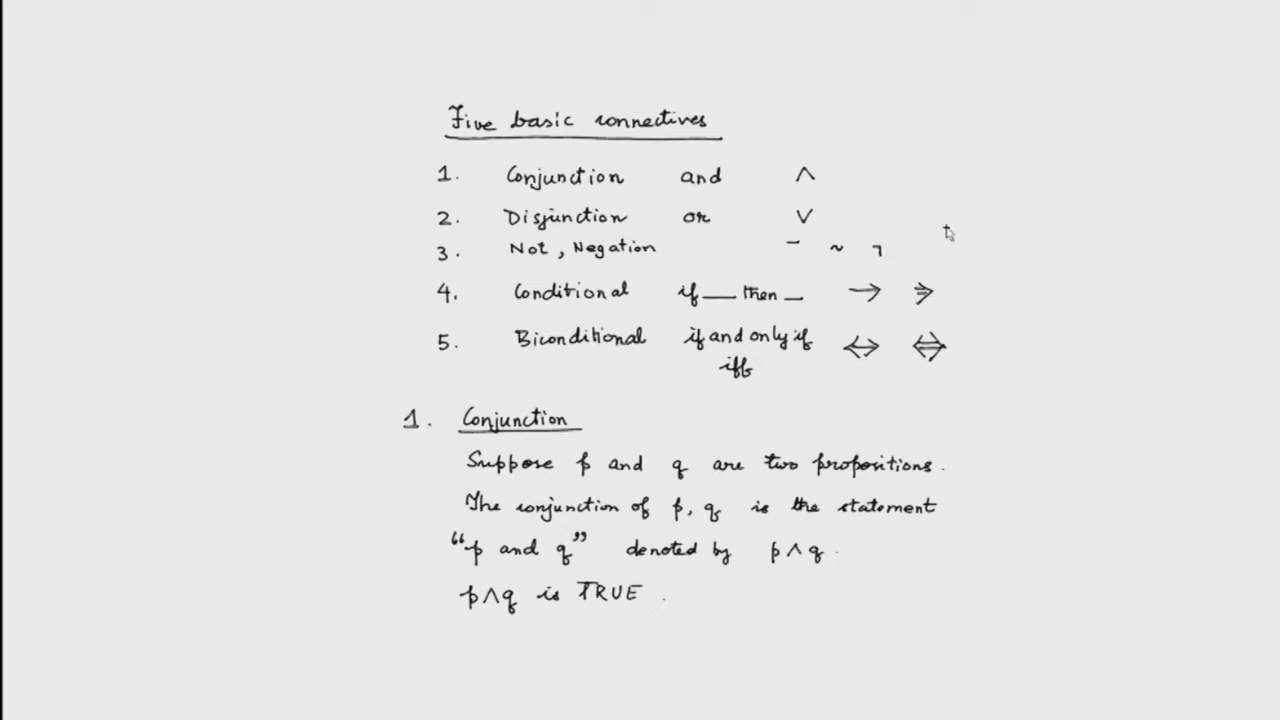 Five basic connectives
1. Conjunction and ∧
2. Disjunction or ∨
3. Not, Negation ¯ ~ ¬
4. Conditional if __ then __ → ⇒
5. Biconditional if and only if ↔ ⇔
iff
1. Conjunction
Suppose p and q are two propositions.
The conjunction of p, q is the statement
“p and q” denoted by p∧q.
p∧q is TRUE.